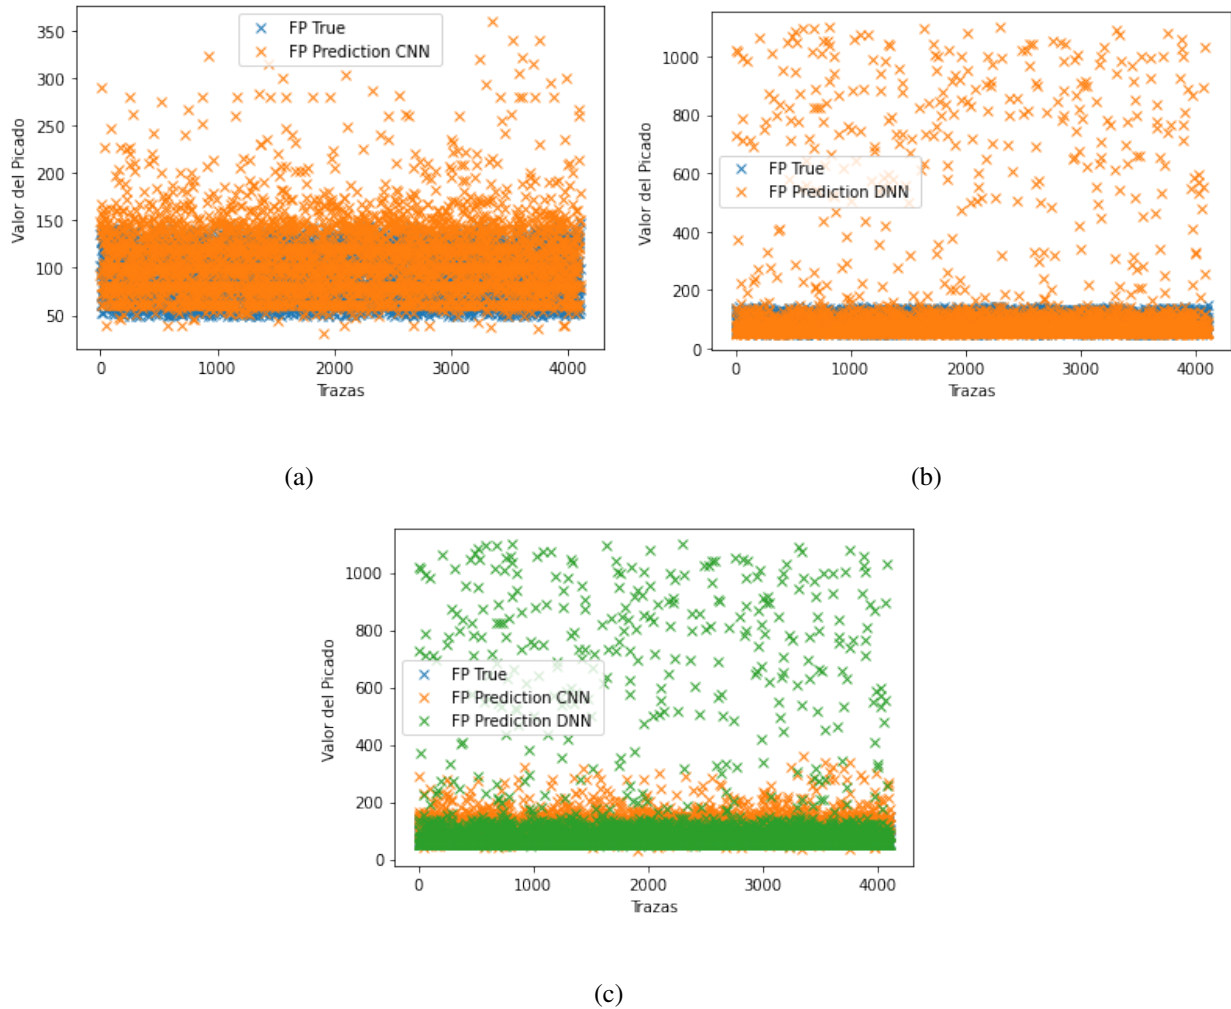 FP True
FP Prediction CNN
350
300
250
200
150
100
50
Valor del Picado
0 1000 2000 3000 4000
Trazas
(a)
FP True
FP Prediction DNN
1000
800
600
400
200
0
Valor del Picado
0 1000 2000 3000 4000
Trazas
(b)
FP True
FP Prediction CNN
FP Prediction DNN
1000
800
600
400
200
0
Valor del Picado
0 1000 2000 3000 4000
Trazas
(c)